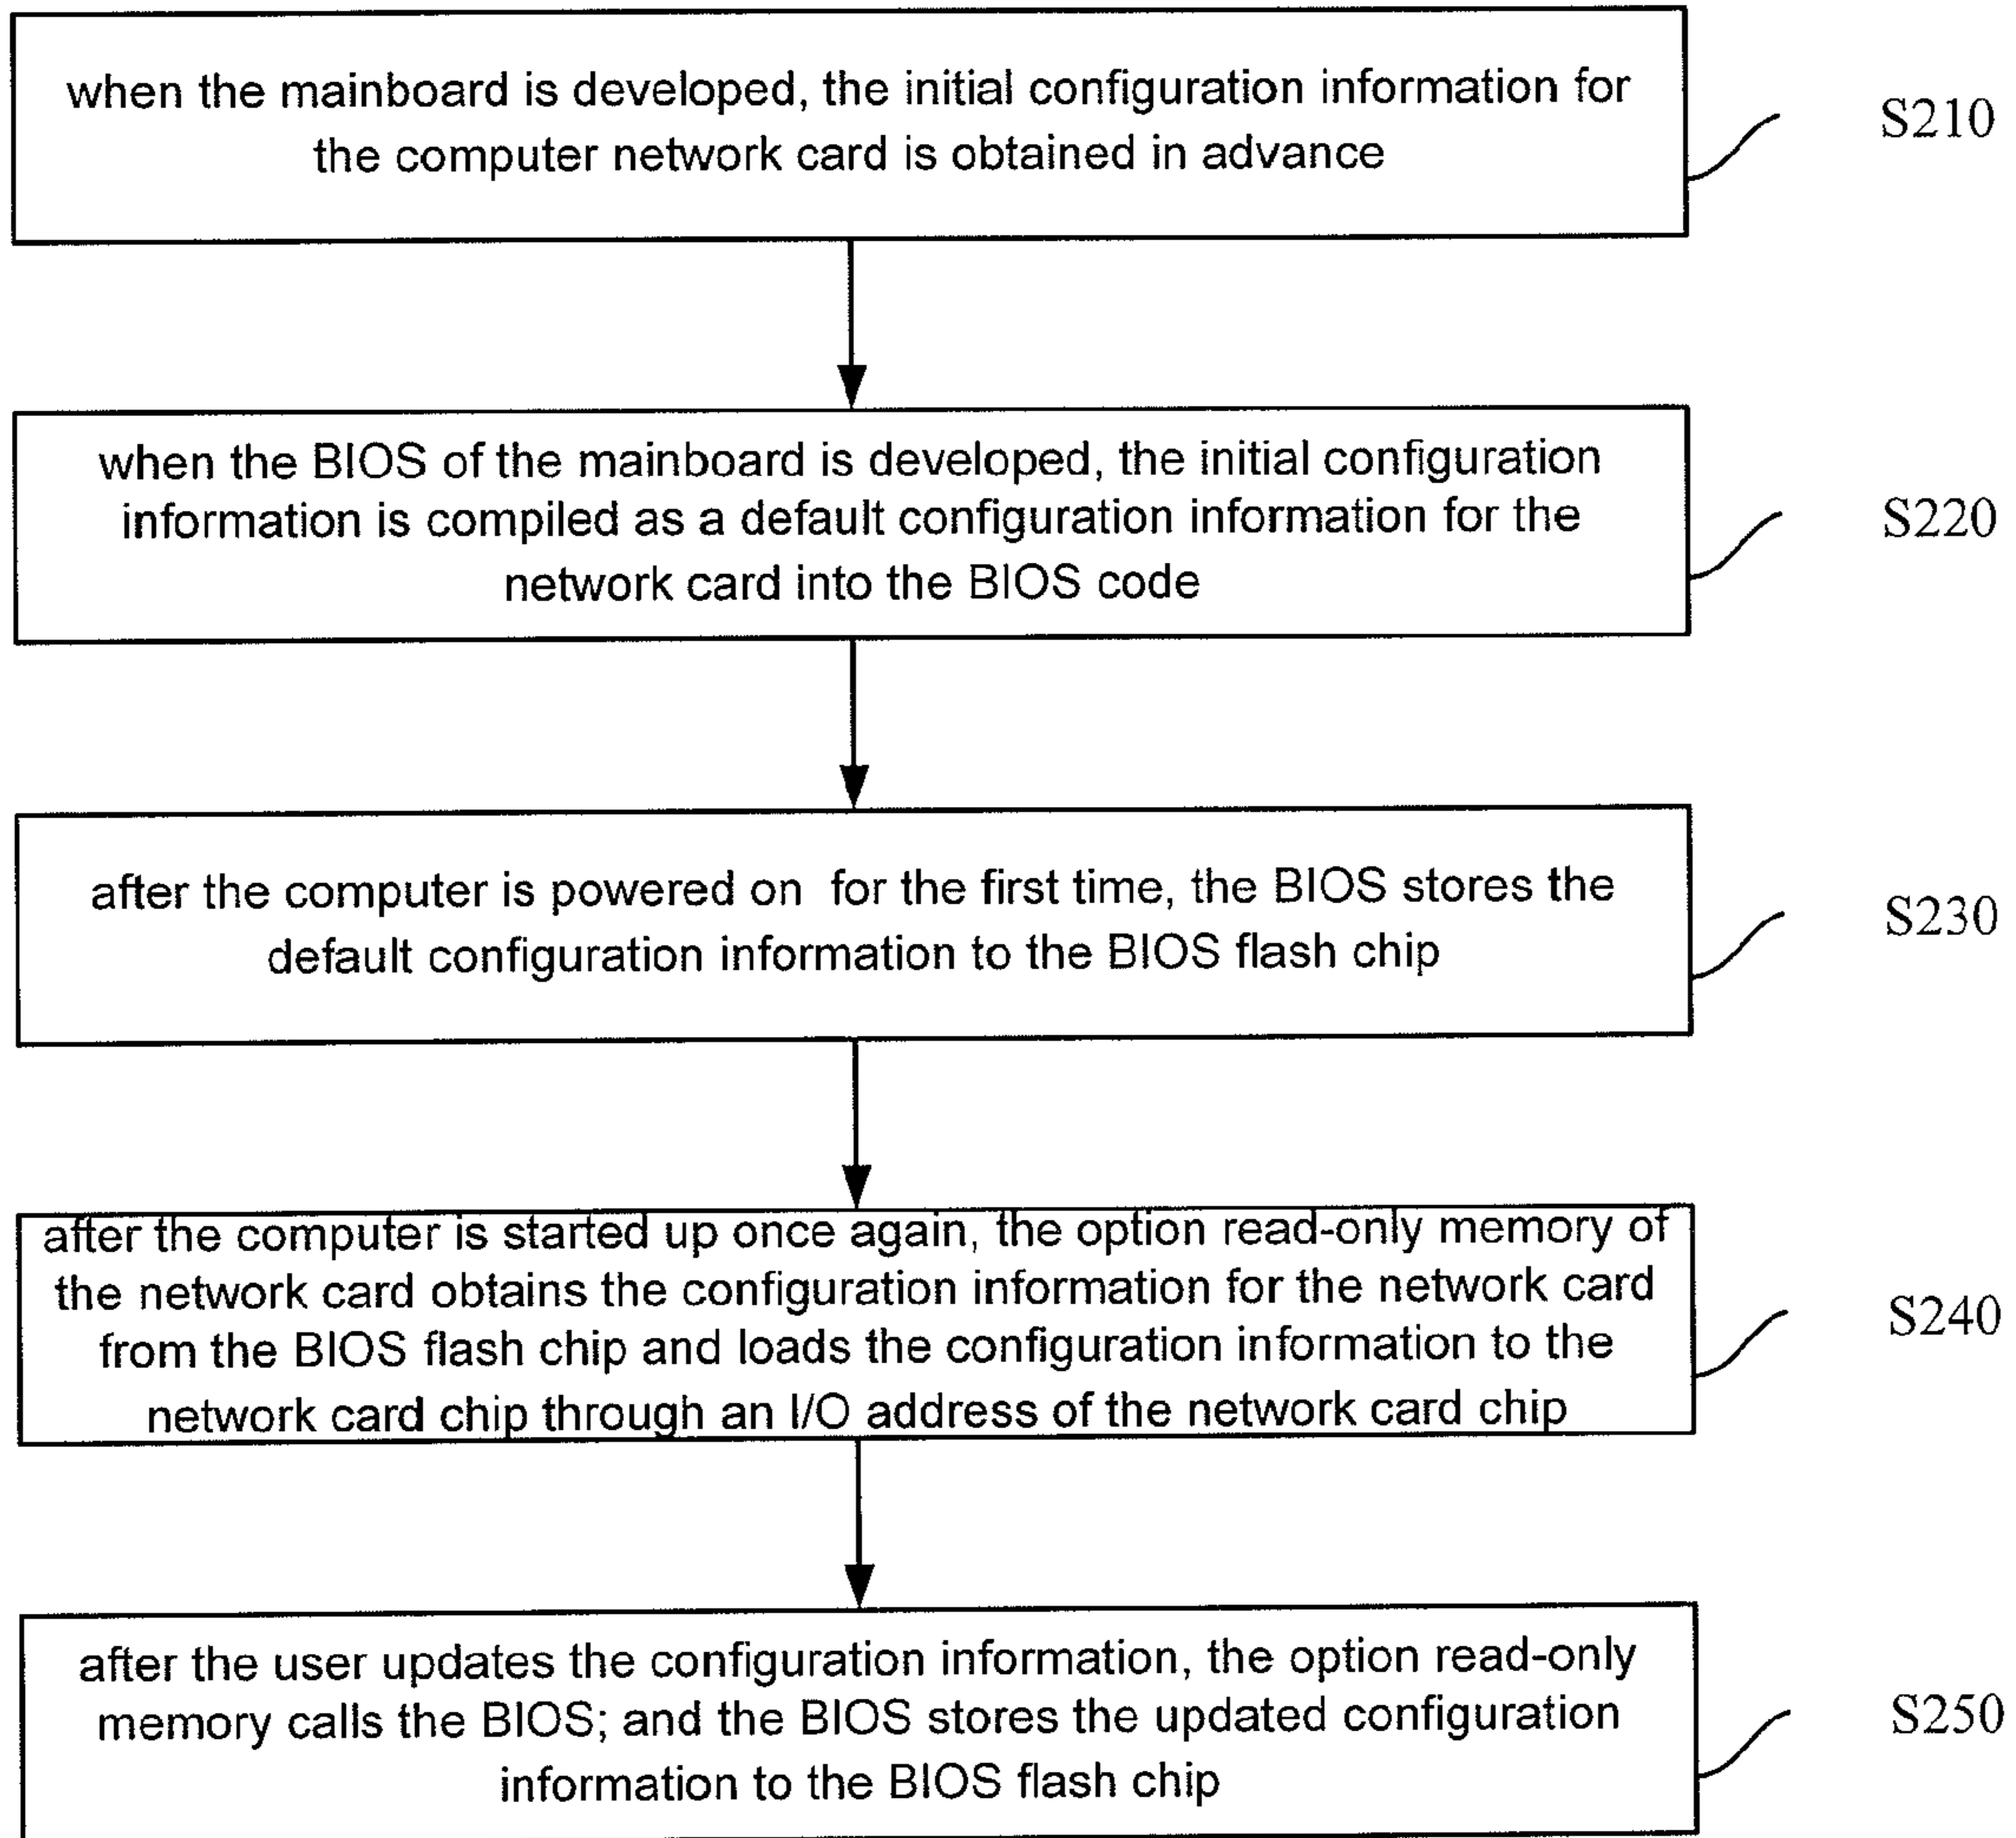 when the mainboard is developed, the initial configuration information for
the computer network card is obtained in advance
S210
when the BIOS of the mainboard is developed, the initial configuration
information is compiled as a default configuration information for the
network card into the BIOS code
S220
after the computer is powered on for the first time, the BIOS stores the
default configuration information to the BIOS flash chip
S230
after the computer is started up once again, the option read-only memory of
the network card obtains the configuration information for the network card
from the BIOS flash chip and loads the configuration information to the
network card chip through an I/O address of the network card chip
S240
after the user updates the configuration information, the option read-only
memory calls the BIOS; and the BIOS stores the updated configuration
information to the BIOS flash chip
S250